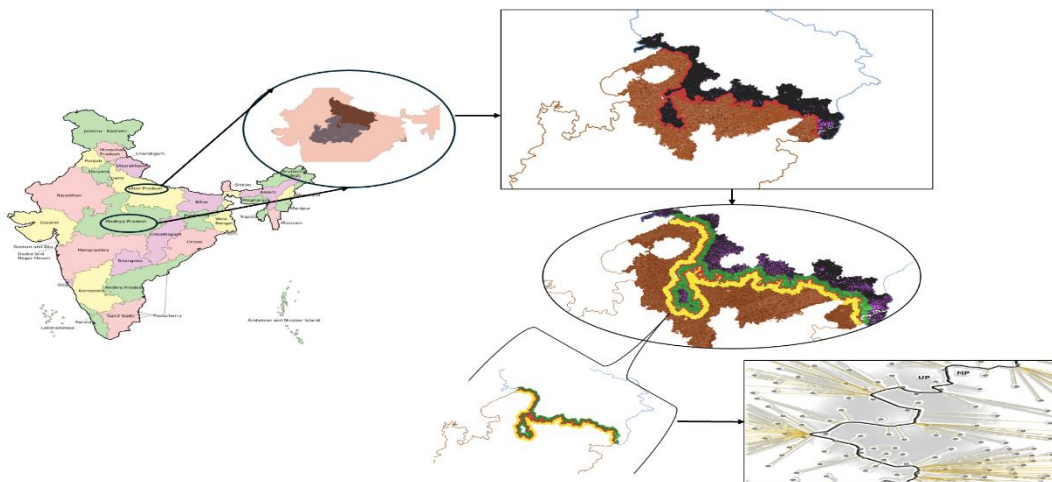 Jammu - Kashmir
Himachal
Pradesh
Chandigarh
Punjab
Uttarakhand
Haryana
Rajasthan
Uttar Pradesh
Sikkim
Arunachal
Pradesh
Assam
Meghalaya
Manipur
Mizoram
Tripura
Bihar
West
Bengal
Gujarat
Madhya Pradesh
Chhattisgarh
Daman and Diu
Dadra and
Nagar Haveli
Maharashtra
Orissa
Telangana
Goa
Karnataka
Andhra Pradesh
Puducherry
Tamil Nadu
Kerala
Lakshadweep
Andaman and Nicobar Island
UP
MP